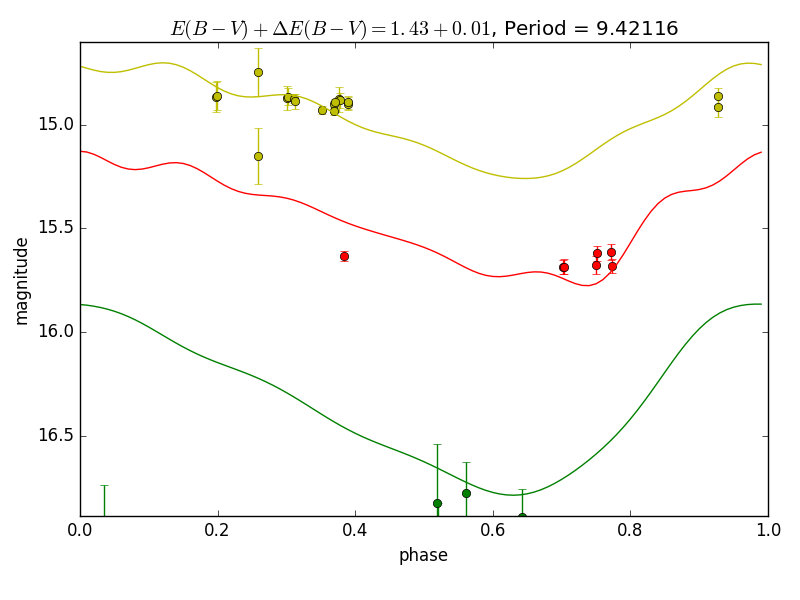 E(B − V) + ΔE(B − V) = 1.43 + 0.01, Period = 9.42116
15.0
15.5
16.0
16.5
magnitude
0.0 0.2 0.4 0.6 0.8 1.0
phase